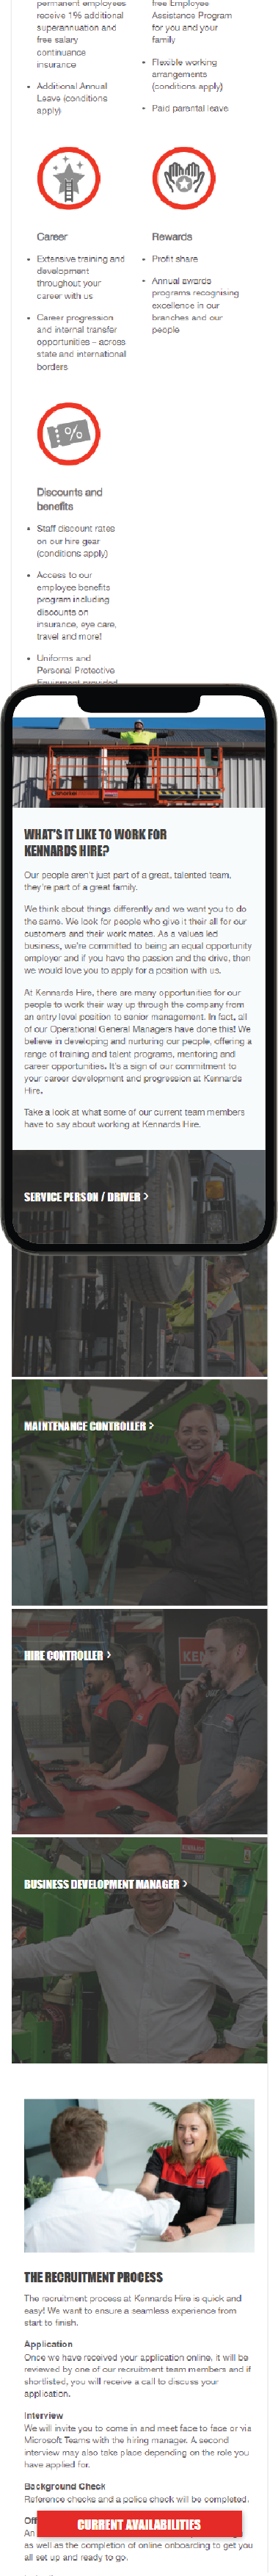 permanent employees
receive 1% additional
superannuation and
free salary
continuance
insurance
• Additional Annual
Leave (conditions
apply)
free Employee
Assistance Program
for you and your
family
• Flexible working
arrangements
(conditions apply)
• Paid parental leave
Career
• Extensive training and
development
throughout your
career with us
• Career progression
and internal transfer
opportunities – across
state and international
borders
Rewards
• Profit share
• Annual awards
programs recognising
excellence in our
branches and our
people
%
Discounts and
benefits
• Staff discount rates
on our hire gear
(conditions apply)
• Access to our
employee benefits
program including
discounts on
insurance, eye care,
travel and more!
• Uniforms and
Personal Protective
Equipment provided
WHAT'S IT LIKE TO WORK FOR
KENNARDS HIRE?
Our people aren't just part of a great, talented team,
they're part of a great family.
We think about things differently and we want you to do
the same. We look for people who give it their all for our
customers and their work mates. As a values led
business, we're committed to being an equal opportunity
employer and if you have the passion and the drive, then
we would love you to apply for a position with us.
At Kennards Hire, there are many opportunities for our
people to work their way up through the company from
an entry level position to senior management. In fact, all
of our Operational General Managers have done this! We
believe in developing and nurturing our people, offering a
range of training and talent programs, mentoring and
career opportunities. It's a sign of our commitment to
your career development and progression at Kennards
Hire.
Take a look at what some of our current team members
have to say about working at Kennards Hire.
SERVICE PERSON / DRIVER >
MAINTENANCE CONTROLLER >
HIRE CONTROLLER >
KEN
BUSINESS DEVELOPMENT MANAGER >
THE RECRUITMENT PROCESS
The recruitment process at Kennards Hire is quick and
easy! We want to ensure a seamless experience from
start to finish.
Application
Once we have received your application online, it will be
reviewed by one of our recruitment team members and if
shortlisted, you will receive a call to discuss your
application.
Interview
We will invite you to come in and meet face to face or via
Microsoft Teams with the hiring manager. A second
interview may also take place depending on the role you
have applied for.
Background Check
Reference checks and a police check will be completed.
Off
An
CURRENT AVAILABILITIES
as well as the completion of online onboarding to get you
all set up and ready to go.